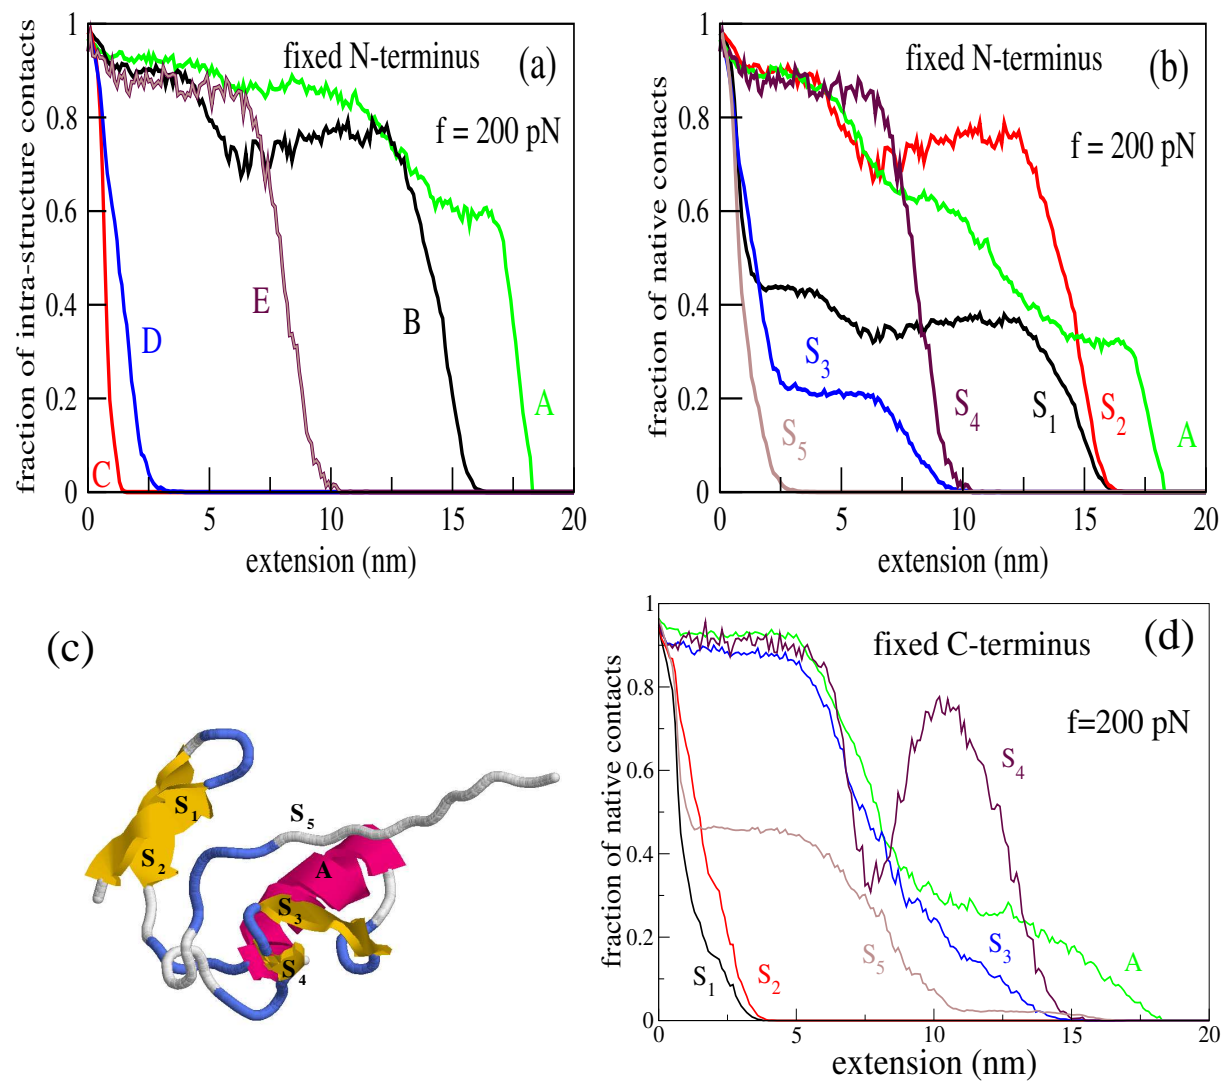 (a)
fixed N-terminus
f = 200 pN
fraction of intra-structure contacts
1
0.8
0.6
0.4
0.2
0
C
D
E
B
A
0 5 10 15 20
extension (nm)
(b)
fixed N-terminus
f = 200 pN
fraction of native contacts
1
0.8
0.6
0.4
0.2
0
S5
S3
S4
S1
S2
A
0 5 10 15 20
extension (nm)
(c)
S1
S2
S5
A
S3
S4
(d)
fixed C-terminus
f=200 pN
fraction of native contacts
1
0.8
0.6
0.4
0.2
0
S1
S2
S5
S4
S3
A
0 5 10 15 20
extension (nm)